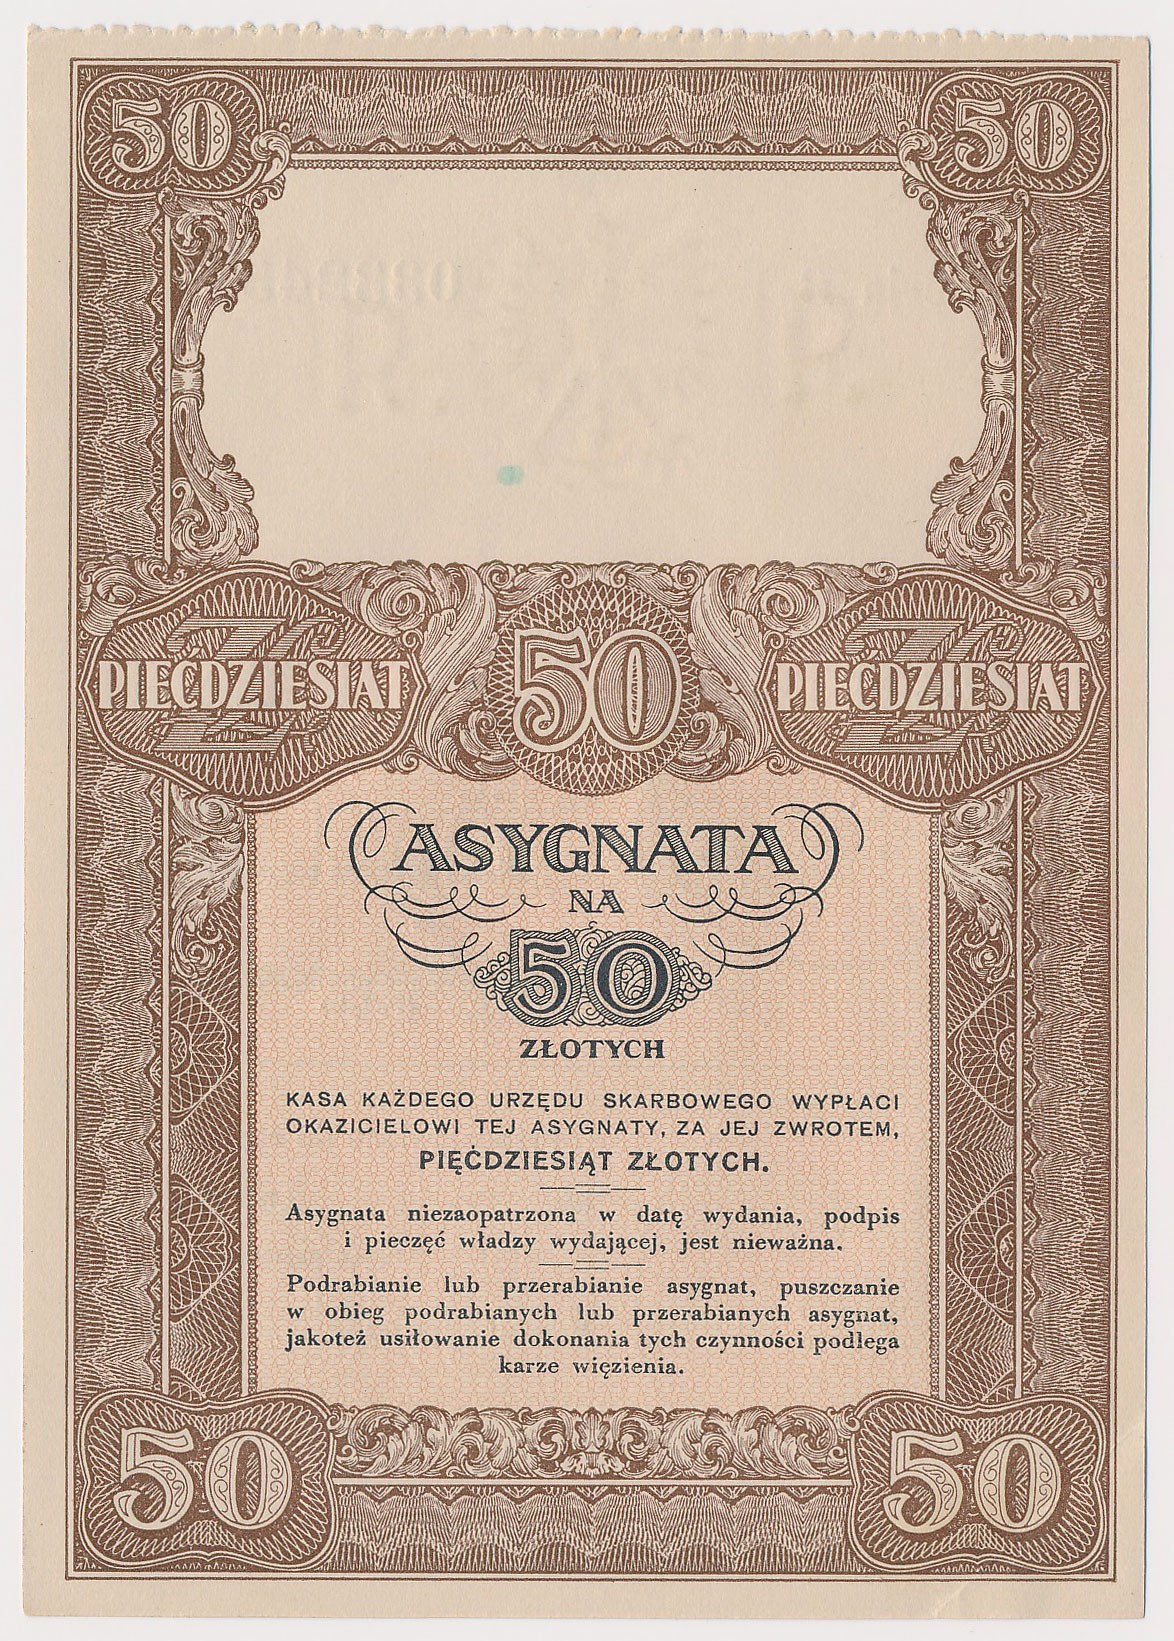 50 50
PIEĆDZIESIĄT 50 PIEĆDZIESIĄT
ASYGNATA
NA
50
ZŁOTYCH
KASA KAŻDEGO URZĘDU SKARBOWEGO WYPŁACI
OKAZICIELOWI TEJ ASYGNATY, ZA JEJ ZWROTEM,
PIĘĆDZIESIĄT ZŁOTYCH.
Asygnata niezaopatrzona w datę wydania, podpis
i pieczęć władzy wydającej, jest nieważna.
Podrabianie lub przerabianie asygnat, puszczanie
w obieg podrabianych lub przerabianych asygnat,
jakoteż usiłowanie dokonania tych czynności podlega
karze więzienia.
50 50